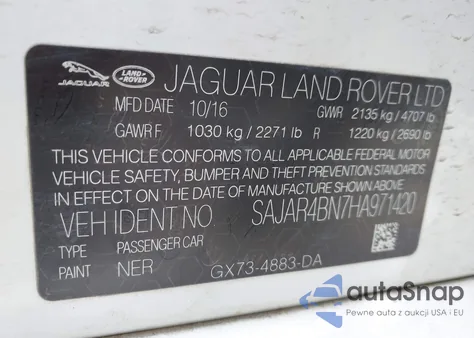 JAGUAR LAND ROVER JAGUAR LAND ROVER LTD
MFD DATE 10/16 GVWR 2135 kg / 4707 lb
GAWR F 1030 kg / 2271 lb R 1220 kg / 2690 lb
THIS VEHICLE CONFORMS TO ALL APPLICABLE FEDERAL MOTOR
VEHICLE SAFETY, BUMPER AND THEFT PREVENTION STANDARDS
IN EFFECT ON THE DATE OF MANUFACTURE SHOWN ABOVE.
VEH IDENT NO SAJAR4BN7HA971420
TYPE PASSENGER CAR
PAINT NER GX73-4883-DA
autoSnap
Twój partner z aukcji USA i EU